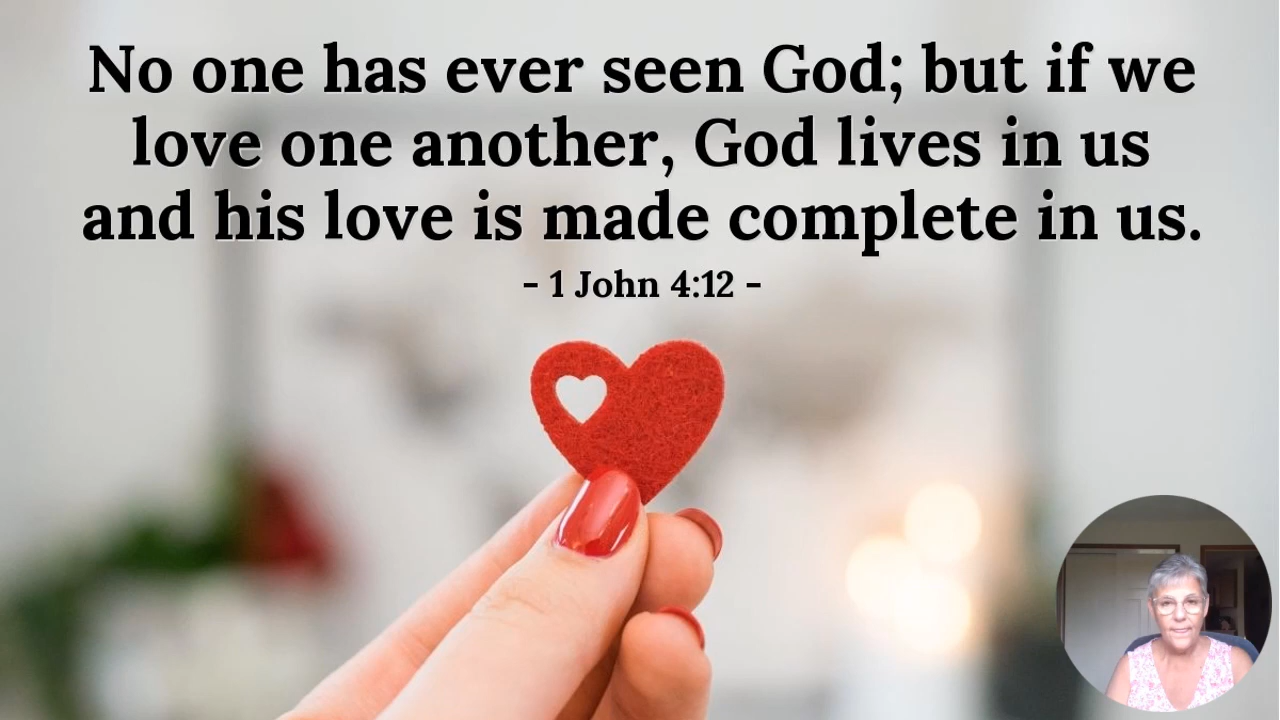 No one has ever seen God; but if we
love one another, God lives in us
and his love is made complete in us.
- 1 John 4:12 -